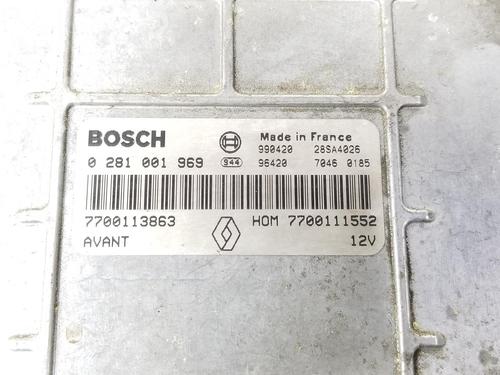 BOSCH Made in France
990420 28SA4026
0 281 001 969 944 96420 7046 0185
7700113863 HOM 7700111552
AVANT 12V